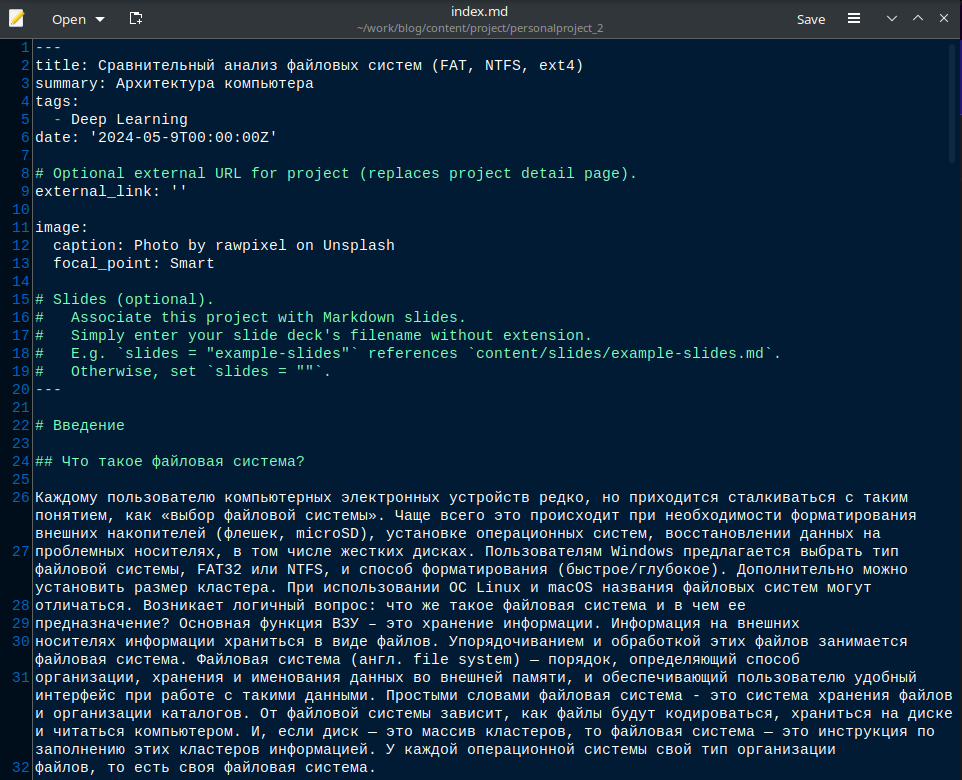 Open
index.md
~/work/blog/content/project/personalproject_2
Save
1 ---
2 title: Сравнительный анализ файловых систем (FAT, NTFS, ext4)
3 summary: Архитектура компьютера
4 tags:
5   - Deep Learning
6 date: '2024-05-9T00:00:00Z'
7
8 # Optional external URL for project (replaces project detail page).
9 external_link: ''
10
11 image:
12   caption: Photo by rawpixel on Unsplash
13   focal_point: Smart
14
15 # Slides (optional).
16 #   Associate this project with Markdown slides.
17 #   Simply enter your slide deck's filename without extension.
18 #   E.g. `slides = "example-slides"` references `content/slides/example-slides.md`.
19 #   Otherwise, set `slides = ""`.
20 ---
21
22 # Введение
23
24 ## Что такое файловая система?
25
26 Каждому пользователю компьютерных электронных устройств редко, но приходится сталкиваться с таким
понятием, как «выбор файловой системы». Чаще всего это происходит при необходимости форматирования
внешних накопителей (флешек, microSD), установке операционных систем, восстановлении данных на
27 проблемных носителях, в том числе жестких дисках. Пользователям Windows предлагается выбрать тип
файловой системы, FAT32 или NTFS, и способ форматирования (быстрое/глубокое). Дополнительно можно
установить размер кластера. При использовании ОС Linux и macOS названия файловых систем могут
28 отличаться. Возникает логичный вопрос: что же такое файловая система и в чем ее
29 предназначение? Основная функция ВЗУ – это хранение информации. Информация на внешних
30 носителях информации храниться в виде файлов. Упорядочиванием и обработкой этих файлов занимается
файловая система. Файловая система (англ. file system) — порядок, определяющий способ
31 организации, хранения и именования данных во внешней памяти, и обеспечивающий пользователю удобный
интерфейс при работе с такими данными. Простыми словами файловая система - это система хранения файлов
и организации каталогов. От файловой системы зависит, как файлы будут кодироваться, храниться на диске
и читаться компьютером. И, если диск — это массив кластеров, то файловая система — это инструкция по
заполнению этих кластеров информацией. У каждой операционной системы свой тип организации
32 файлов, то есть своя файловая система.